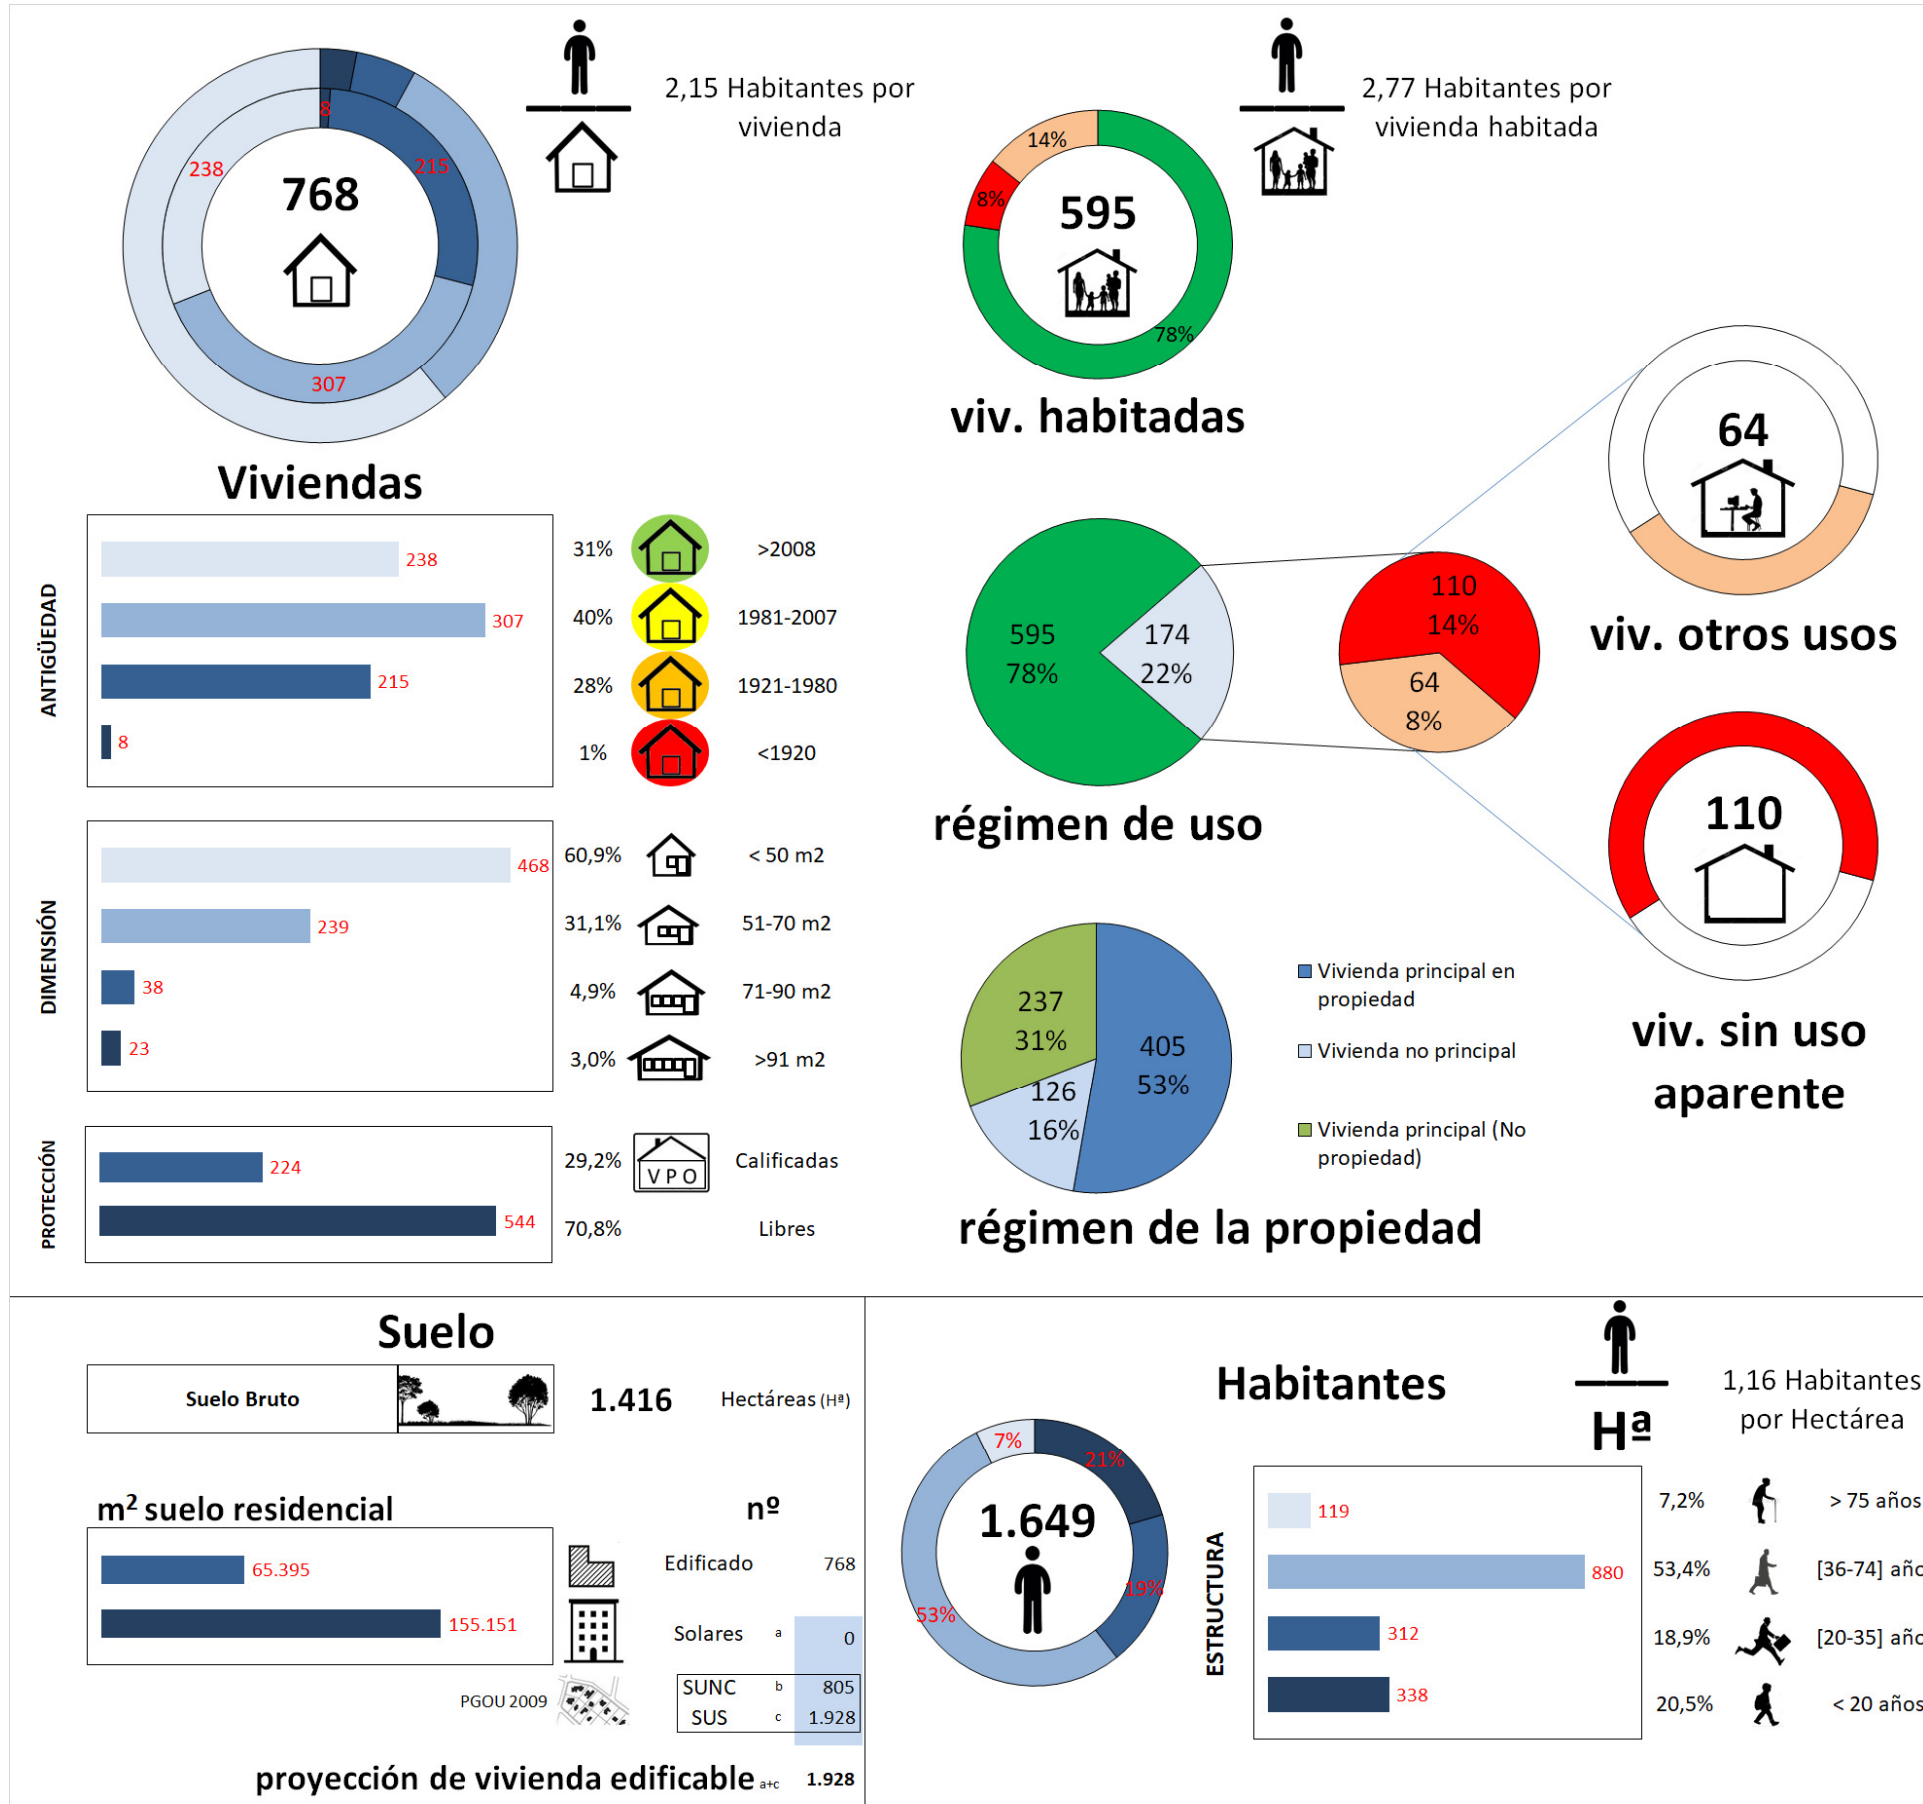 8
215
238
307
768
Viviendas
2,15 Habitantes por
vivienda
14%
8%
78%
595
viv. habitadas
2,77 Habitantes por
vivienda habitada
ANTIGÜEDAD
238
31%
>2008
307
40%
1981-2007
215
28%
1921-1980
8
1%
<1920
DIMENSIÓN
468
60,9%
< 50 m2
239
31,1%
51-70 m2
38
4,9%
71-90 m2
23
3,0%
>91 m2
PROTECCIÓN
224
29,2%
VPO
Calificadas
544
70,8%
Libres
595
78%
174
22%
110
14%
64
8%
régimen de uso
64
viv. otros usos
110
viv. sin uso
aparente
237
31%
405
53%
126
16%
Vivienda principal en
propiedad
Vivienda no principal
Vivienda principal (No
propiedad)
régimen de la propiedad
Suelo
Suelo Bruto
1.416
Hectáreas (Hª)
m² suelo residencial
nº
65.395
Edificado
768
155.151
Solares a
0
PGOU 2009
SUNC b 805
SUS c 1.928
proyección de vivienda edificable a+c 1.928
Habitantes
Hª
1,16 Habitantes
por Hectárea
7%
21%
19%
53%
1.649
ESTRUCTURA
119
7,2%
> 75 años
880
53,4%
[36-74] año
312
18,9%
[20-35] año
338
20,5%
< 20 años